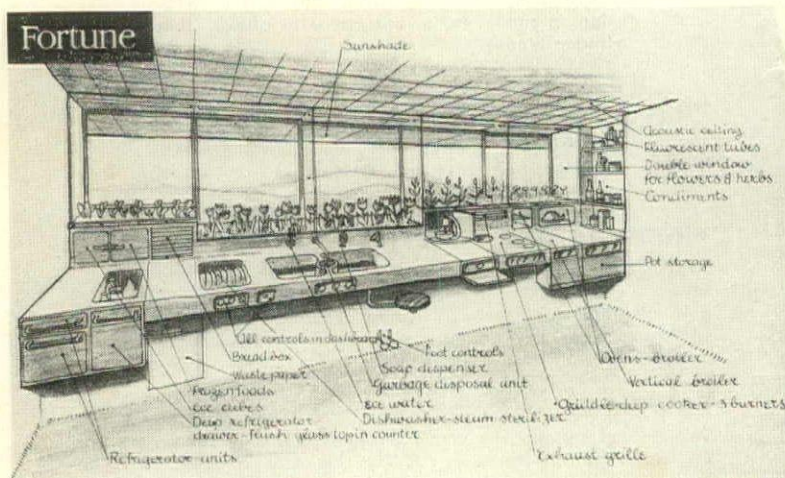 Fortune
Sunshade
Acoustic ceiling
Fluorescent tubes
Double window
for flowers & herbs
Condiments
Pot storage
All controls in dashboard
Bread box
Waste paper
Frozen foods
Ice cubes
Deep refrigerator
drawer-flush glass top in counter
Refrigerator units
Foot controls
Soap dispenser
Garbage disposal unit
Ice water
Dishwasher-steam sterilizer
Ovens-broiler
Vertical broiler
Griddle-deep cooker-3 burners
Exhaust grille